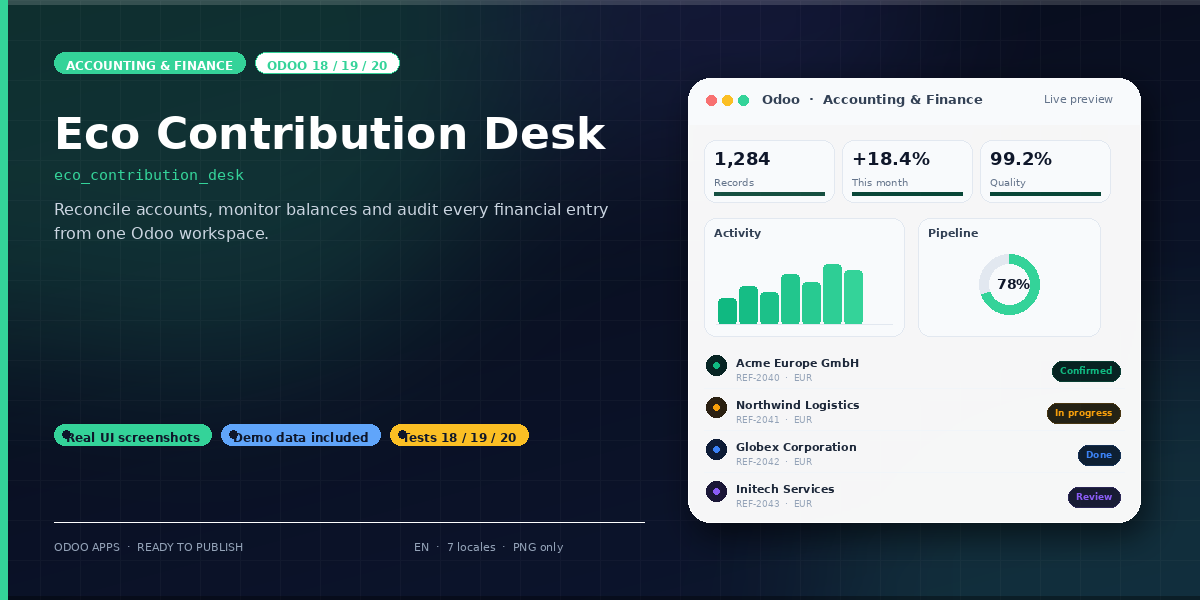 ACCOUNTING & FINANCE
ODOO 18 / 19 / 20
Eco Contribution Desk
eco_contribution_desk
Reconcile accounts, monitor balances and audit every financial entry
from one Odoo workspace.
Real UI screenshots
Demo data included
Tests 18 / 19 / 20
ODOO APPS · READY TO PUBLISH
EN · 7 locales · PNG only
Odoo · Accounting & Finance
Live preview
1,284
Records
+18.4%
This month
99.2%
Quality
Activity
Pipeline
78%
Acme Europe GmbH
REF-2040 · EUR
Confirmed
Northwind Logistics
REF-2041 · EUR
In progress
Globex Corporation
REF-2042 · EUR
Done
Initech Services
REF-2043 · EUR
Review